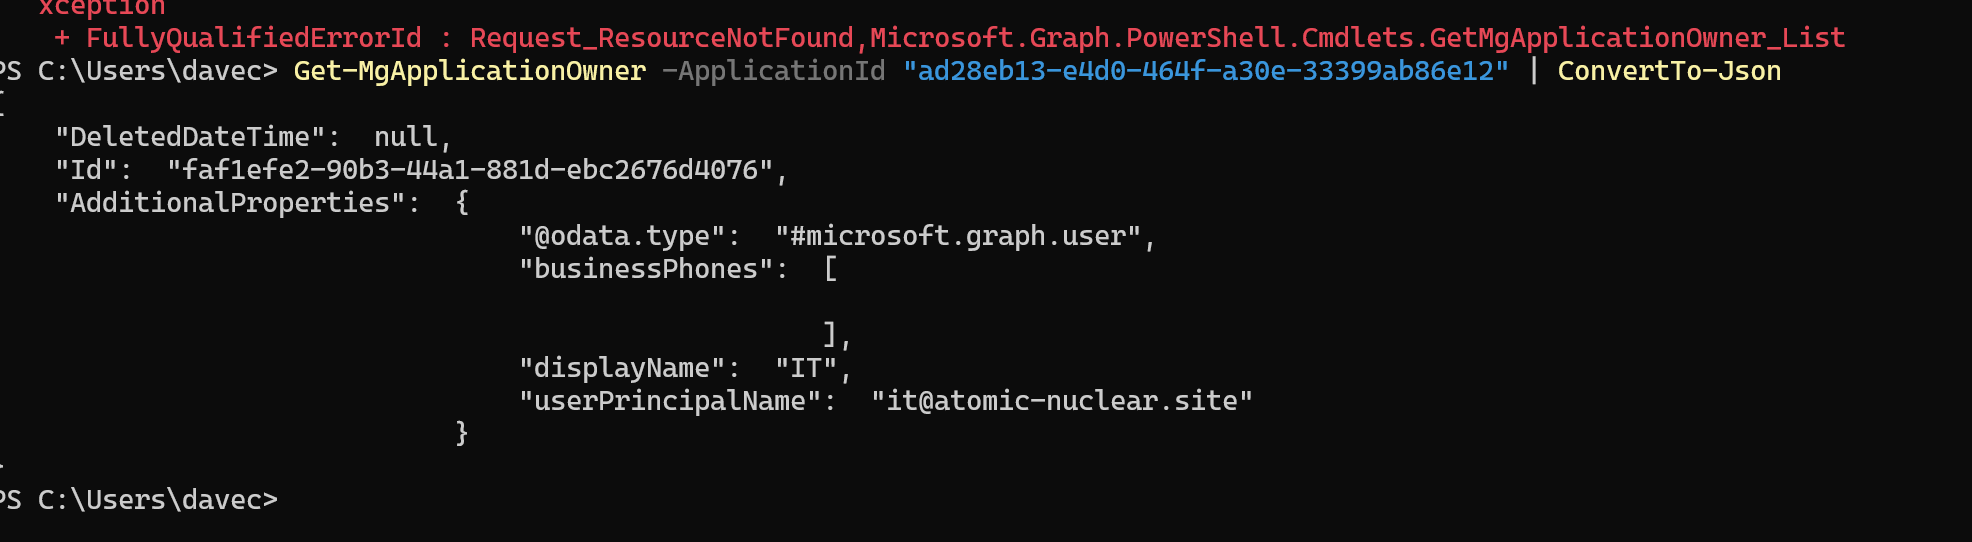 xception
+ FullyQualifiedErrorId : Request_ResourceNotFound,Microsoft.Graph.PowerShell.Cmdlets.GetMgApplicationOwner_List
PS C:\Users\davec> Get-MgApplicationOwner -ApplicationId "ad28eb13-e4d0-464f-a30e-33399ab86e12" | ConvertTo-Json
{
"DeletedDateTime":  null,
"Id":  "faf1efe2-90b3-44a1-881d-ebc2676d4076",
"AdditionalProperties":  {
"@odata.type":  "#microsoft.graph.user",
"businessPhones":  [
],
"displayName":  "IT",
"userPrincipalName":  "it@atomic-nuclear.site"
}
}
PS C:\Users\davec>